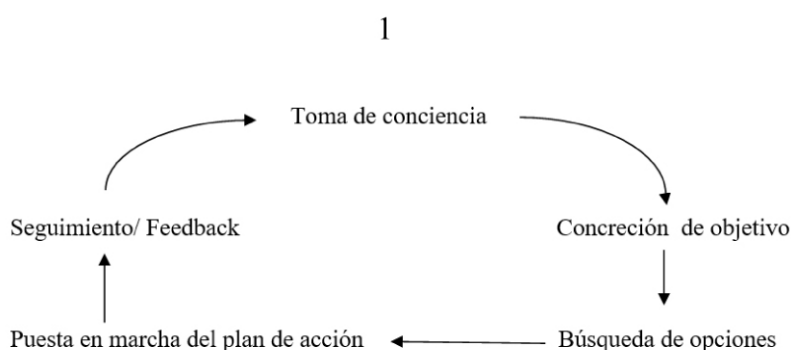 1
Toma de conciencia
Seguimiento/ Feedback
Concreción de objetivo
Puesta en marcha del plan de acción
Búsqueda de opciones